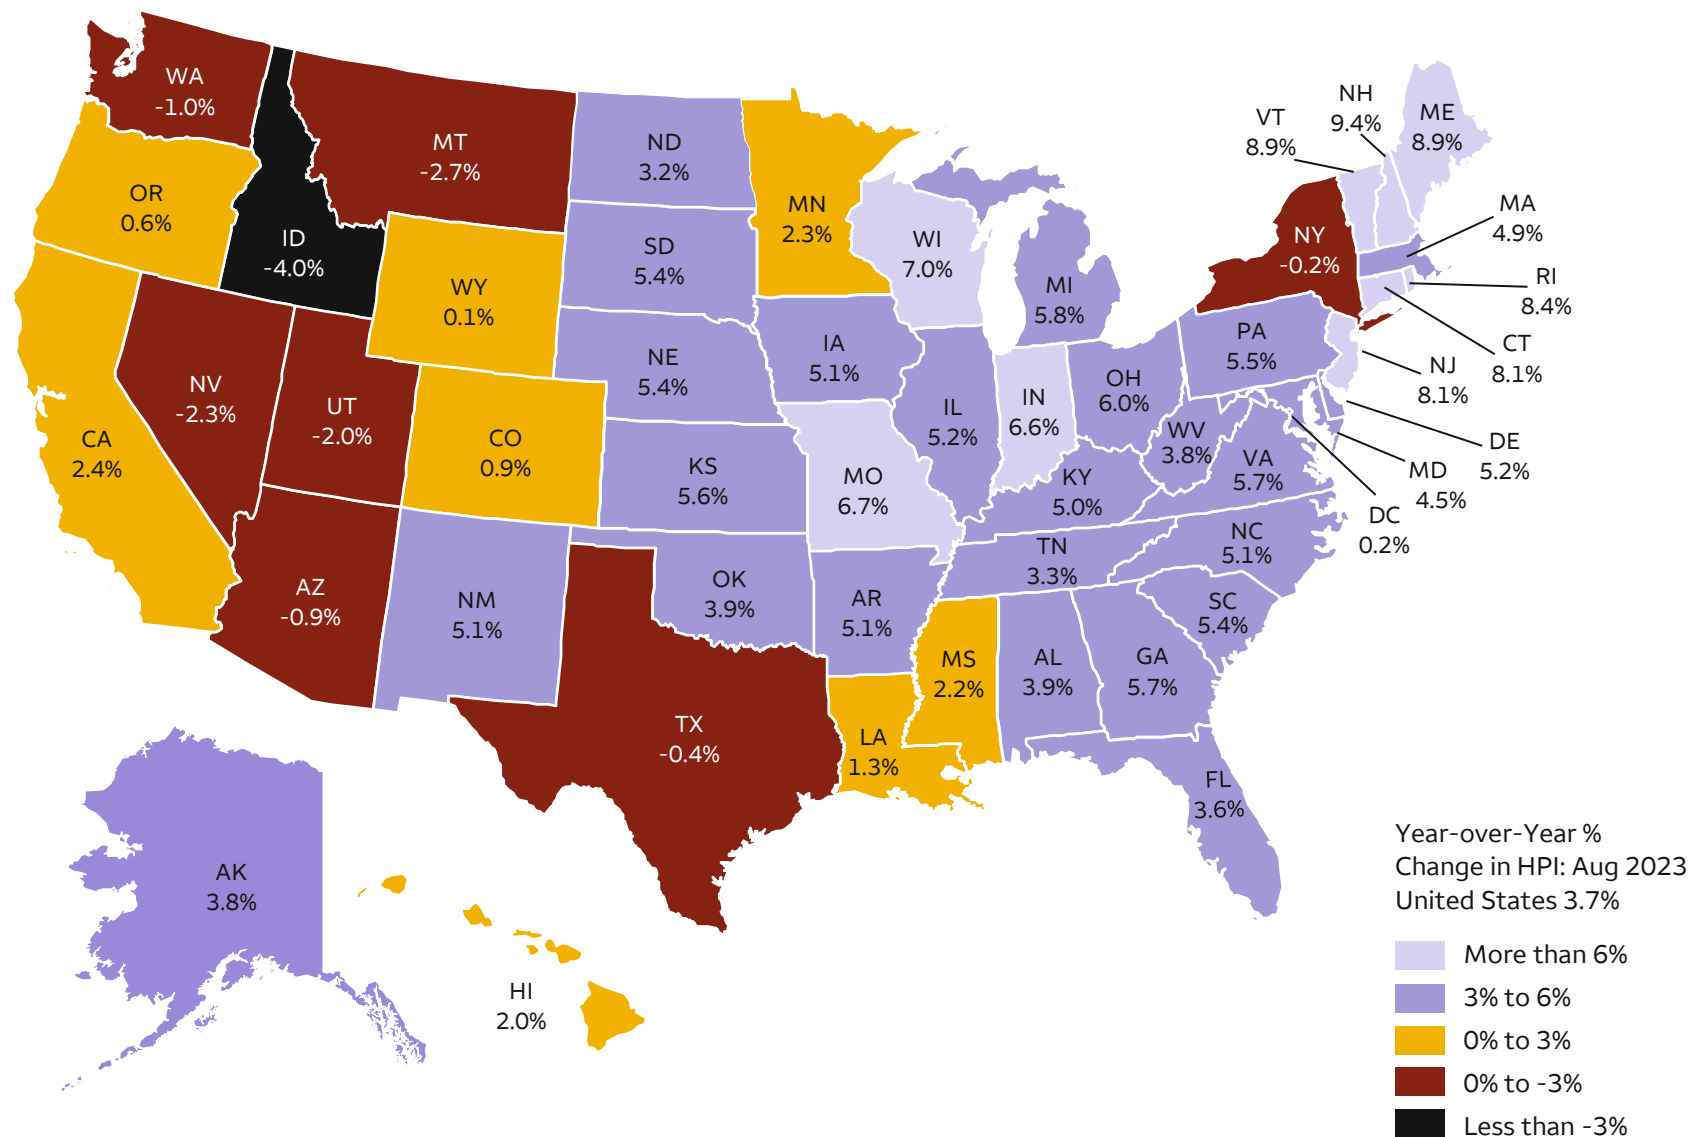 WA
-1.0%
MT
-2.7%
ND
3.2%
MN
2.3%
OR
0.6%
ID
-4.0%
WY
0.1%
SD
5.4%
WI
7.0%
MI
5.8%
VT
8.9%
NH
9.4%
ME
8.9%
NY
-0.2%
MA
4.9%
RI
8.4%
CT
8.1%
NJ
8.1%
PA
5.5%
NE
5.4%
IA
5.1%
NV
-2.3%
UT
-2.0%
CO
0.9%
CA
2.4%
KS
5.6%
MO
6.7%
IL
5.2%
IN
6.6%
OH
6.0%
WV
3.8%
VA
5.7%
KY
5.0%
DE
5.2%
MD
4.5%
DC
0.2%
TN
3.3%
NC
5.1%
SC
5.4%
AZ
-0.9%
NM
5.1%
OK
3.9%
AR
5.1%
MS
2.2%
AL
3.9%
GA
5.7%
TX
-0.4%
LA
1.3%
FL
3.6%
AK
3.8%
HI
2.0%
Year-over-Year %
Change in HPI: Aug 2023
United States 3.7%
More than 6%
3% to 6%
0% to 3%
0% to -3%
Less than -3%